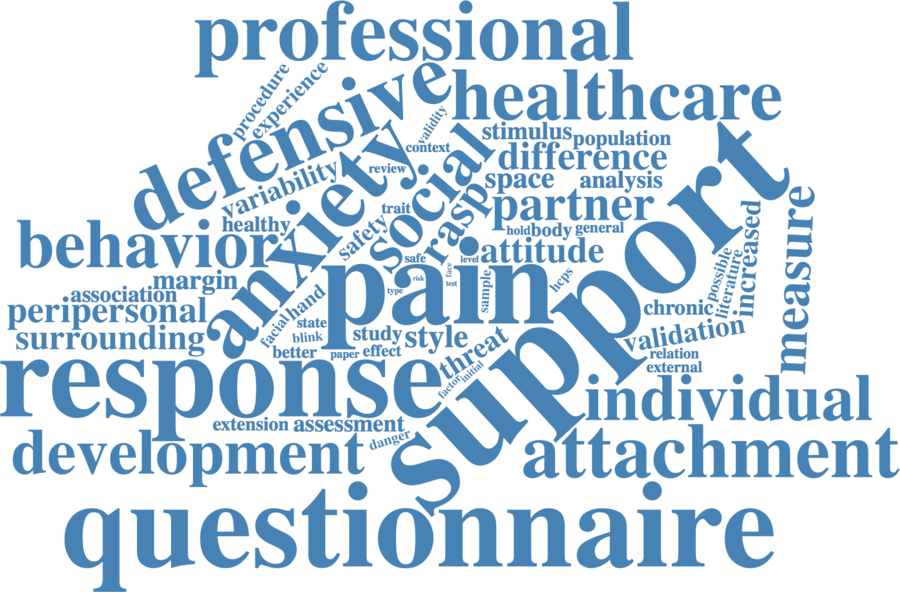 professional
procedure
experience
defensive
healthcare
validity
stimulus
population
context
difference
variability
review
anxiety
social
space
analysis
support
healthy
trait
rasp
partner
measure
behavior
safety
hold
body
general
increased
safe
level
attitude
margin
risk
face
test
pain
sample
hcps
possible
literature
association
type
peripersonal
hand
facial
chronic
surrounding
state
blink
study
style
validation
better
paper
effect
threat
relation
external
response
factor
initial
individual
extension
assessment
danger
development
attachment
questionnaire